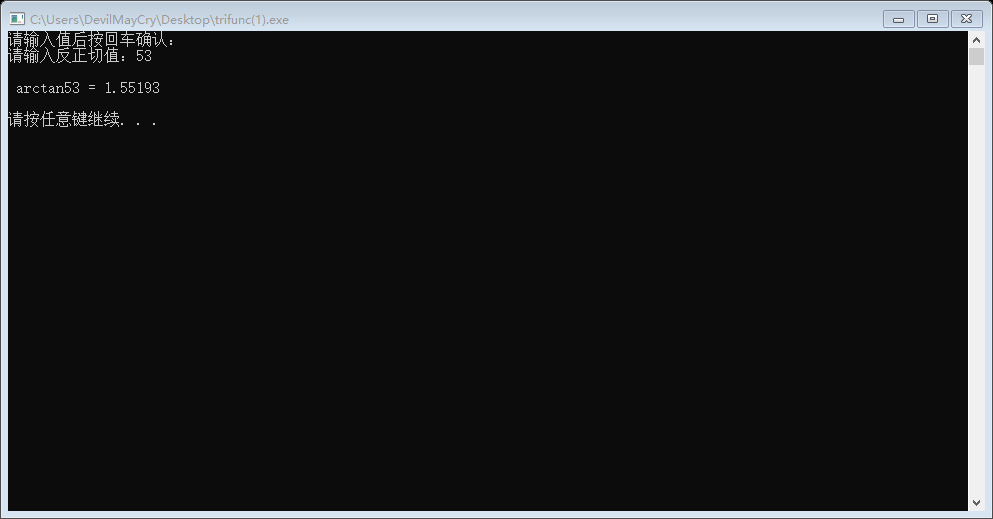 C:\Users\DevilMayCry\Desktop\trifunc(1).exe
请输入值后按回车确认：
请输入反正切值：53
arctan53 = 1.55193
请按任意键继续. . .